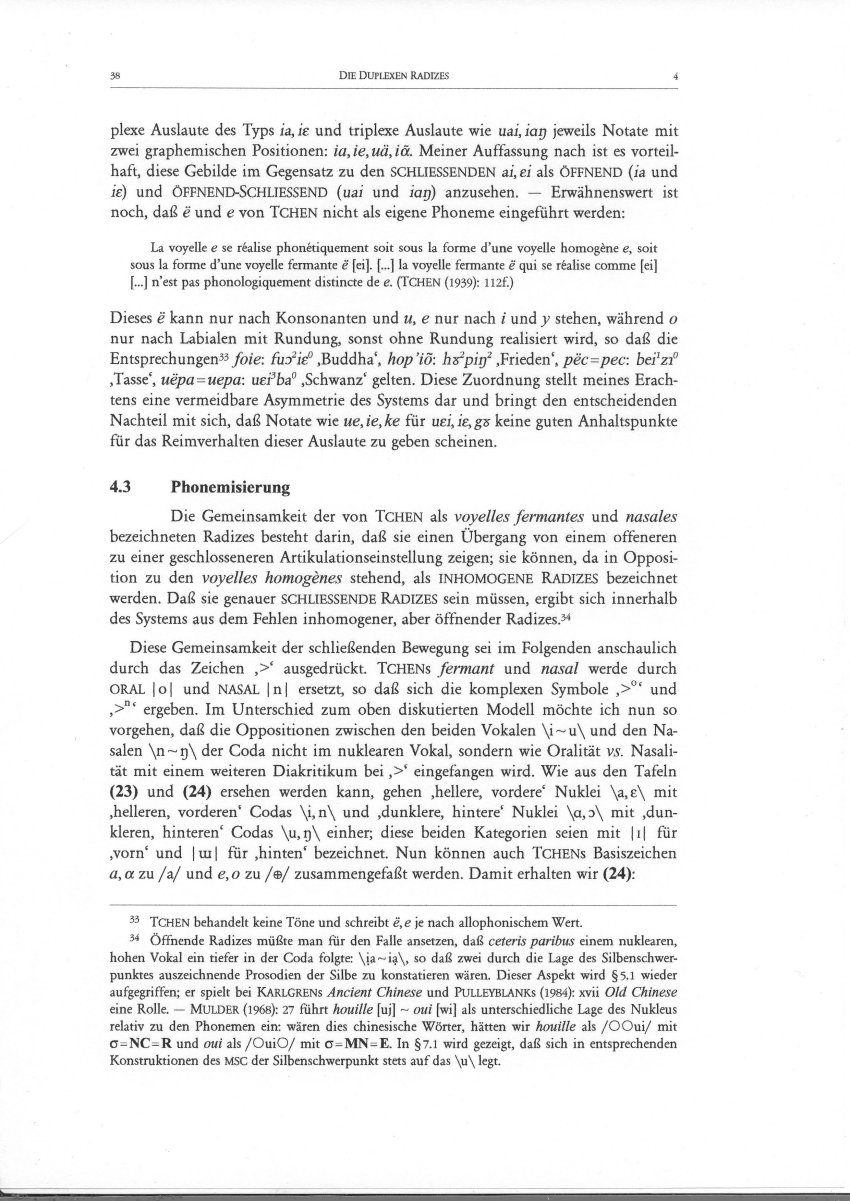 38 DIE DUPLEXEN RADIZES 4
plexe Auslaute des Typs ia, iɛ und triplexe Auslaute wie uai, iaŋ jeweils Notate mit
zwei graphemischen Positionen: ia, ie, uä, iã. Meiner Auffassung nach ist es vorteil-
haft, diese Gebilde im Gegensatz zu den SCHLIESSENDEN ai, ei als ÖFFNEND (ia und
iɛ) und ÖFFNEND-SCHLIESSEND (uai und iaŋ) anzusehen. — Erwähnenswert ist
noch, daß ë und e von TCHEN nicht als eigene Phoneme eingeführt werden:
La voyelle e se réalise phonétiquement soit sous la forme d'une voyelle homogène e, soit
sous la forme d'une voyelle fermante ë [ei]. [...] la voyelle fermante ë qui se réalise comme [ei]
[...] n'est pas phonologiquement distincte de e. (TCHEN (1939): 112f.)
Dieses ë kann nur nach Konsonanten und u, e nur nach i und y stehen, während o
nur nach Labialen mit Rundung, sonst ohne Rundung realisiert wird, so daß die
Entsprechungen³³ foie: fuɔ²iɛ⁰ ‚Buddha‘, hop'iõ: hɤ²piŋ² ‚Frieden‘, pëc=pec: bei¹zı⁰
‚Tasse‘, uëpa=uepa: uɛi³ba⁰ ‚Schwanz‘ gelten. Diese Zuordnung stellt meines Erach-
tens eine vermeidbare Asymmetrie des Systems dar und bringt den entscheidenden
Nachteil mit sich, daß Notate wie ue, ie, ke für uɛi, iɛ, gɤ keine guten Anhaltspunkte
für das Reimverhalten dieser Auslaute zu geben scheinen.
4.3 Phonemisierung
Die Gemeinsamkeit der von TCHEN als voyelles fermantes und nasales
bezeichneten Radizes besteht darin, daß sie einen Übergang von einem offeneren
zu einer geschlosseneren Artikulationseinstellung zeigen; sie können, da in Opposi-
tion zu den voyelles homogènes stehend, als INHOMOGENE RADIZES bezeichnet
werden. Daß sie genauer SCHLIESSENDE RADIZES sein müssen, ergibt sich innerhalb
des Systems aus dem Fehlen inhomogener, aber öffnender Radizes.³⁴
Diese Gemeinsamkeit der schließenden Bewegung sei im Folgenden anschaulich
durch das Zeichen ‚>‘ ausgedrückt. TCHENs fermant und nasal werde durch
ORAL |o| und NASAL |n| ersetzt, so daß sich die komplexen Symbole ‚>ᵒ‘ und
‚>ⁿ‘ ergeben. Im Unterschied zum oben diskutierten Modell möchte ich nun so
vorgehen, daß die Oppositionen zwischen den beiden Vokalen \i~u\ und den Na-
salen \n~ŋ\ der Coda nicht im nuklearen Vokal, sondern wie Oralität vs. Nasali-
tät mit einem weiteren Diakritikum bei ‚>‘ eingefangen wird. Wie aus den Tafeln
(23) und (24) ersehen werden kann, gehen ‚hellere, vordere‘ Nuklei \a, ɛ\ mit
‚helleren, vorderen‘ Codas \i, n\ und ‚dunklere, hintere‘ Nuklei \ɑ, ɔ\ mit ‚dun-
kleren, hinteren‘ Codas \u, ŋ\ einher; diese beiden Kategorien seien mit |ı| für
‚vorn‘ und |ɯ| für ‚hinten‘ bezeichnet. Nun können auch TCHENs Basiszeichen
a, ɑ zu /a/ und e, o zu /⊕/ zusammengefaßt werden. Damit erhalten wir (24):
³³ TCHEN behandelt keine Töne und schreibt ë, e je nach allophonischem Wert.
³⁴ Öffnende Radizes müßte man für den Falle ansetzen, daß ceteris paribus einem nuklearen,
hohen Vokal ein tiefer in der Coda folgte: \i̯a~ia̯\, so daß zwei durch die Lage des Silbenschwer-
punktes auszeichnende Prosodien der Silbe zu konstatieren wären. Dieser Aspekt wird §5.1 wieder
aufgegriffen; er spielt bei KARLGRENs Ancient Chinese und PULLEYBLANKs (1984): xvii Old Chinese
eine Rolle. — MULDER (1968): 27 führt houille [uj] ~ oui [wi] als unterschiedliche Lage des Nukleus
relativ zu den Phonemen ein: wären dies chinesische Wörter, hätten wir houille als /○○ui/ mit
σ=NC=R und oui als /○ui○/ mit σ=MN=E. In §7.1 wird gezeigt, daß sich in entsprechenden
Konstruktionen des MSC der Silbenschwerpunkt stets auf das \u\ legt.